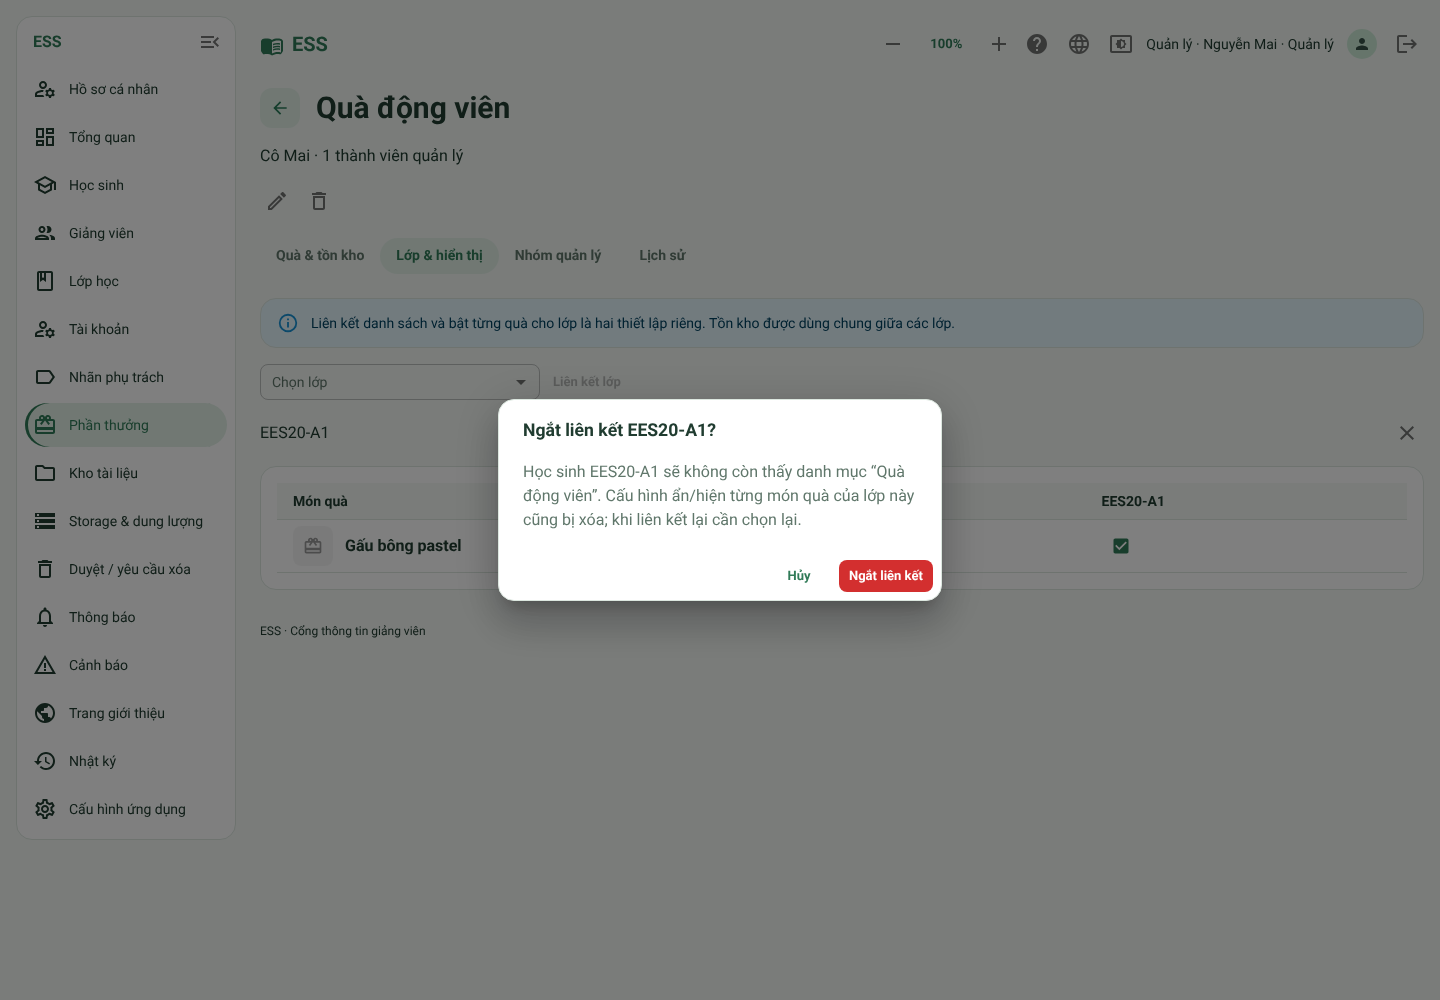 ESS
Hồ sơ cá nhân
Tổng quan
Học sinh
Giảng viên
Lớp học
Tài khoản
Nhãn phụ trách
Phần thưởng
Kho tài liệu
Storage & dung lượng
Duyệt / yêu cầu xóa
Thông báo
Cảnh báo
Trang giới thiệu
Nhật ký
Cấu hình ứng dụng
ESS
100%
Quản lý · Nguyễn Mai · Quản lý
Quà động viên
Cô Mai · 1 thành viên quản lý
Quà & tồn kho
Lớp & hiển thị
Nhóm quản lý
Lịch sử
Liên kết danh sách và bật từng quà cho lớp là hai thiết lập riêng. Tồn kho được dùng chung giữa các lớp.
Chọn lớp
Liên kết lớp
EES20-A1
Món quà
EES20-A1
Gấu bông pastel
Ngắt liên kết EES20-A1?
Học sinh EES20-A1 sẽ không còn thấy danh mục “Quà
động viên”. Cấu hình ẩn/hiện từng món quà của lớp này
cũng bị xóa; khi liên kết lại cần chọn lại.
Hủy
Ngắt liên kết
ESS · Cổng thông tin giảng viên